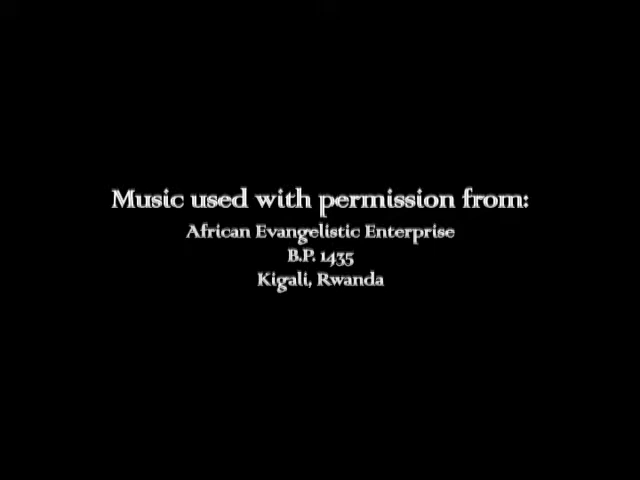 Music used with permission from:
African Evangelistic Enterprise
B.P. 1435
Kigali, Rwanda